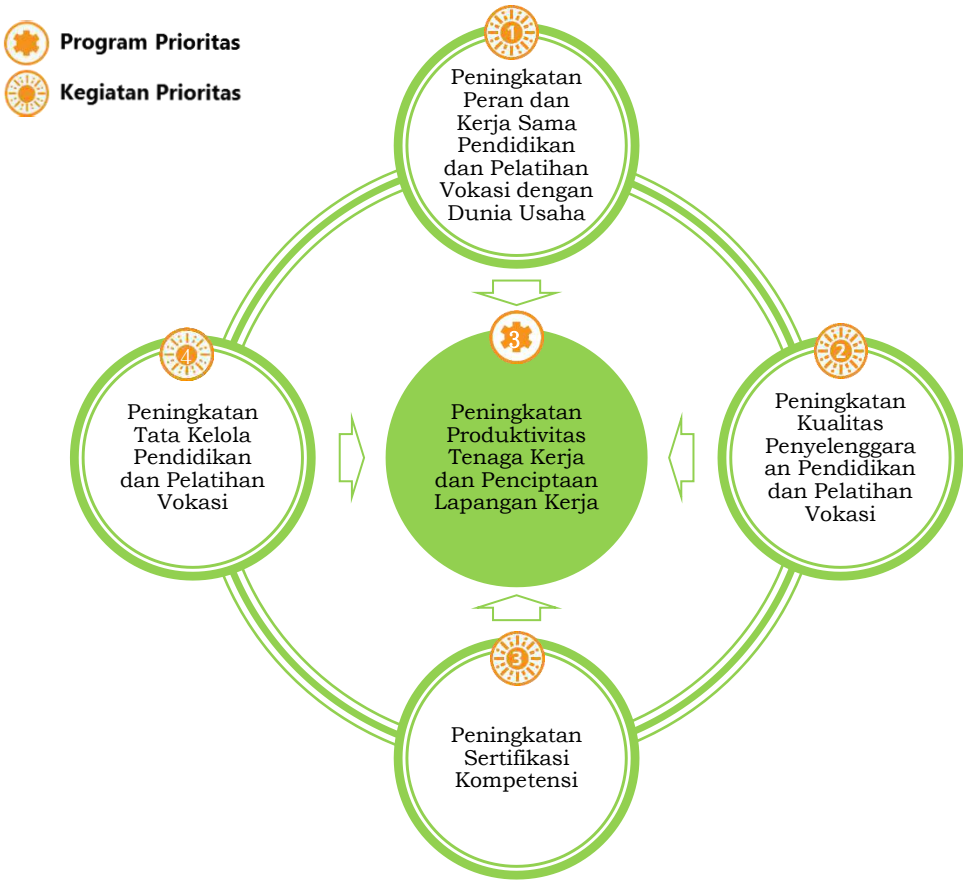 Program Prioritas
Kegiatan Prioritas
1
Peningkatan
Peran dan
Kerja Sama
Pendidikan
dan Pelatihan
Vokasi dengan
Dunia Usaha
4
Peningkatan
Tata Kelola
Pendidikan
dan Pelatihan
Vokasi
3
Peningkatan
Produktivitas
Tenaga Kerja
dan Penciptaan
Lapangan Kerja
2
Peningkatan
Kualitas
Penyelenggara
an Pendidikan
dan Pelatihan
Vokasi
3
Peningkatan
Sertifikasi
Kompetensi